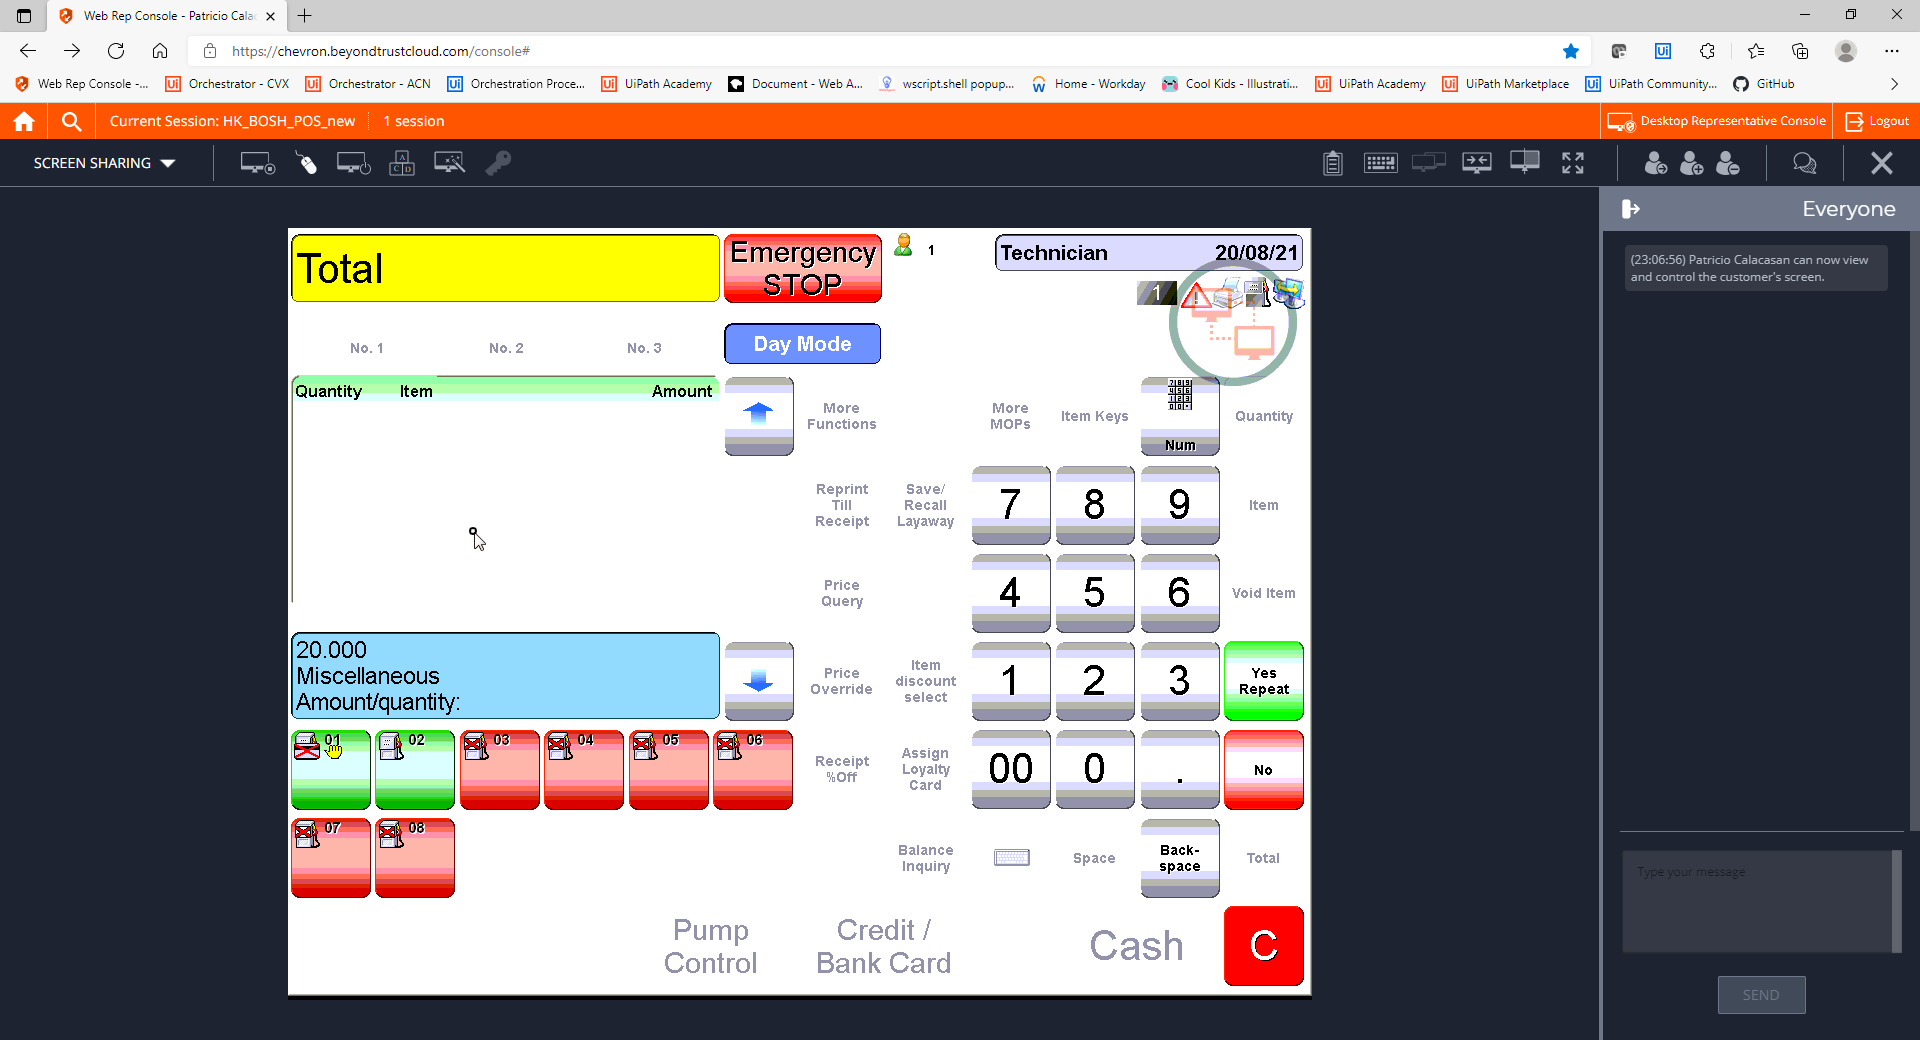 Web Rep Console - Patricio Cala
https://chevron.beyondtrustcloud.com/console#
Web Rep Console -...
Orchestrator - CVX
Orchestrator - ACN
Orchestration Proce...
UiPath Academy
Document - Web A...
wscript.shell popup...
Home - Workday
Cool Kids - Illustrati...
UiPath Academy
UiPath Marketplace
UiPath Community...
GitHub
Current Session: HK_BOSH_POS_new
1 session
Desktop Representative Console
Logout
SCREEN SHARING
Everyone
(23:06:56) Patricio Calacasan can now view
and control the customer's screen.
Total
Emergency
STOP
1
Technician
20/08/21
1
No. 1
No. 2
No. 3
Day Mode
Quantity
Item
Amount
More
Functions
More
MOPs
Item Keys
Num
Quantity
Reprint
Till
Receipt
Save/
Recall
Layaway
7
8
9
Item
Price
Query
4
5
6
Void Item
20.000
Miscellaneous
Amount/quantity:
Price
Override
Item
discount
select
1
2
3
Yes
Repeat
01
02
03
04
05
06
Receipt
%Off
Assign
Loyalty
Card
00
0
.
No
07
08
Balance
Inquiry
Space
Back-
space
Total
Pump
Control
Credit /
Bank Card
Cash
C
Type your message
SEND